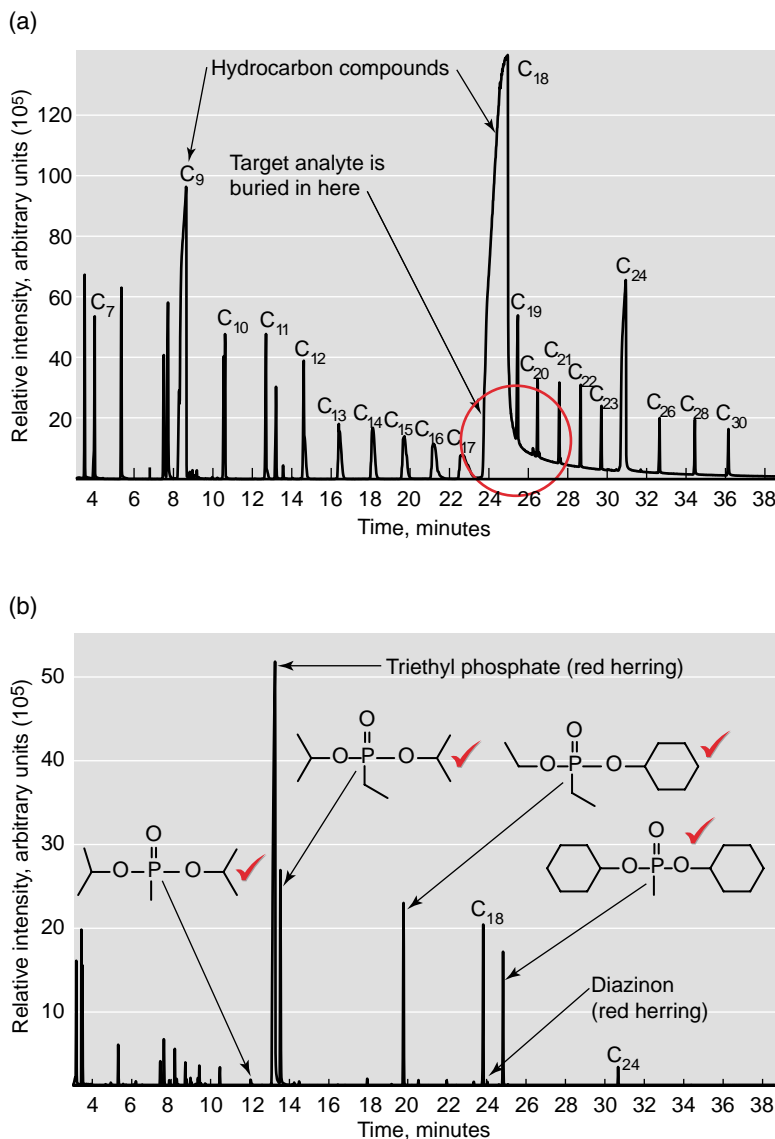 (a)
Relative intensity, arbitrary units (10⁵)
120
100
80
60
40
20
Hydrocarbon compounds
Target analyte is
buried in here
C₇
C₉
C₁₀
C₁₁
C₁₂
C₁₃
C₁₄
C₁₅
C₁₆
C₁₇
C₁₈
C₁₉
C₂₀
C₂₁
C₂₂
C₂₃
C₂₄
C₂₆
C₂₈
C₃₀
4 6 8 10 12 14 16 18 20 22 24 26 28 30 32 34 36 38
Time, minutes
(b)
Relative intensity, arbitrary units (10⁵)
50
40
30
20
10
Triethyl phosphate (red herring)
O
O P O
O
O P O
O
O P O
O
O P O
C₁₈
Diazinon
(red herring)
C₂₄
4 6 8 10 12 14 16 18 20 22 24 26 28 30 32 34 36 38
Time, minutes